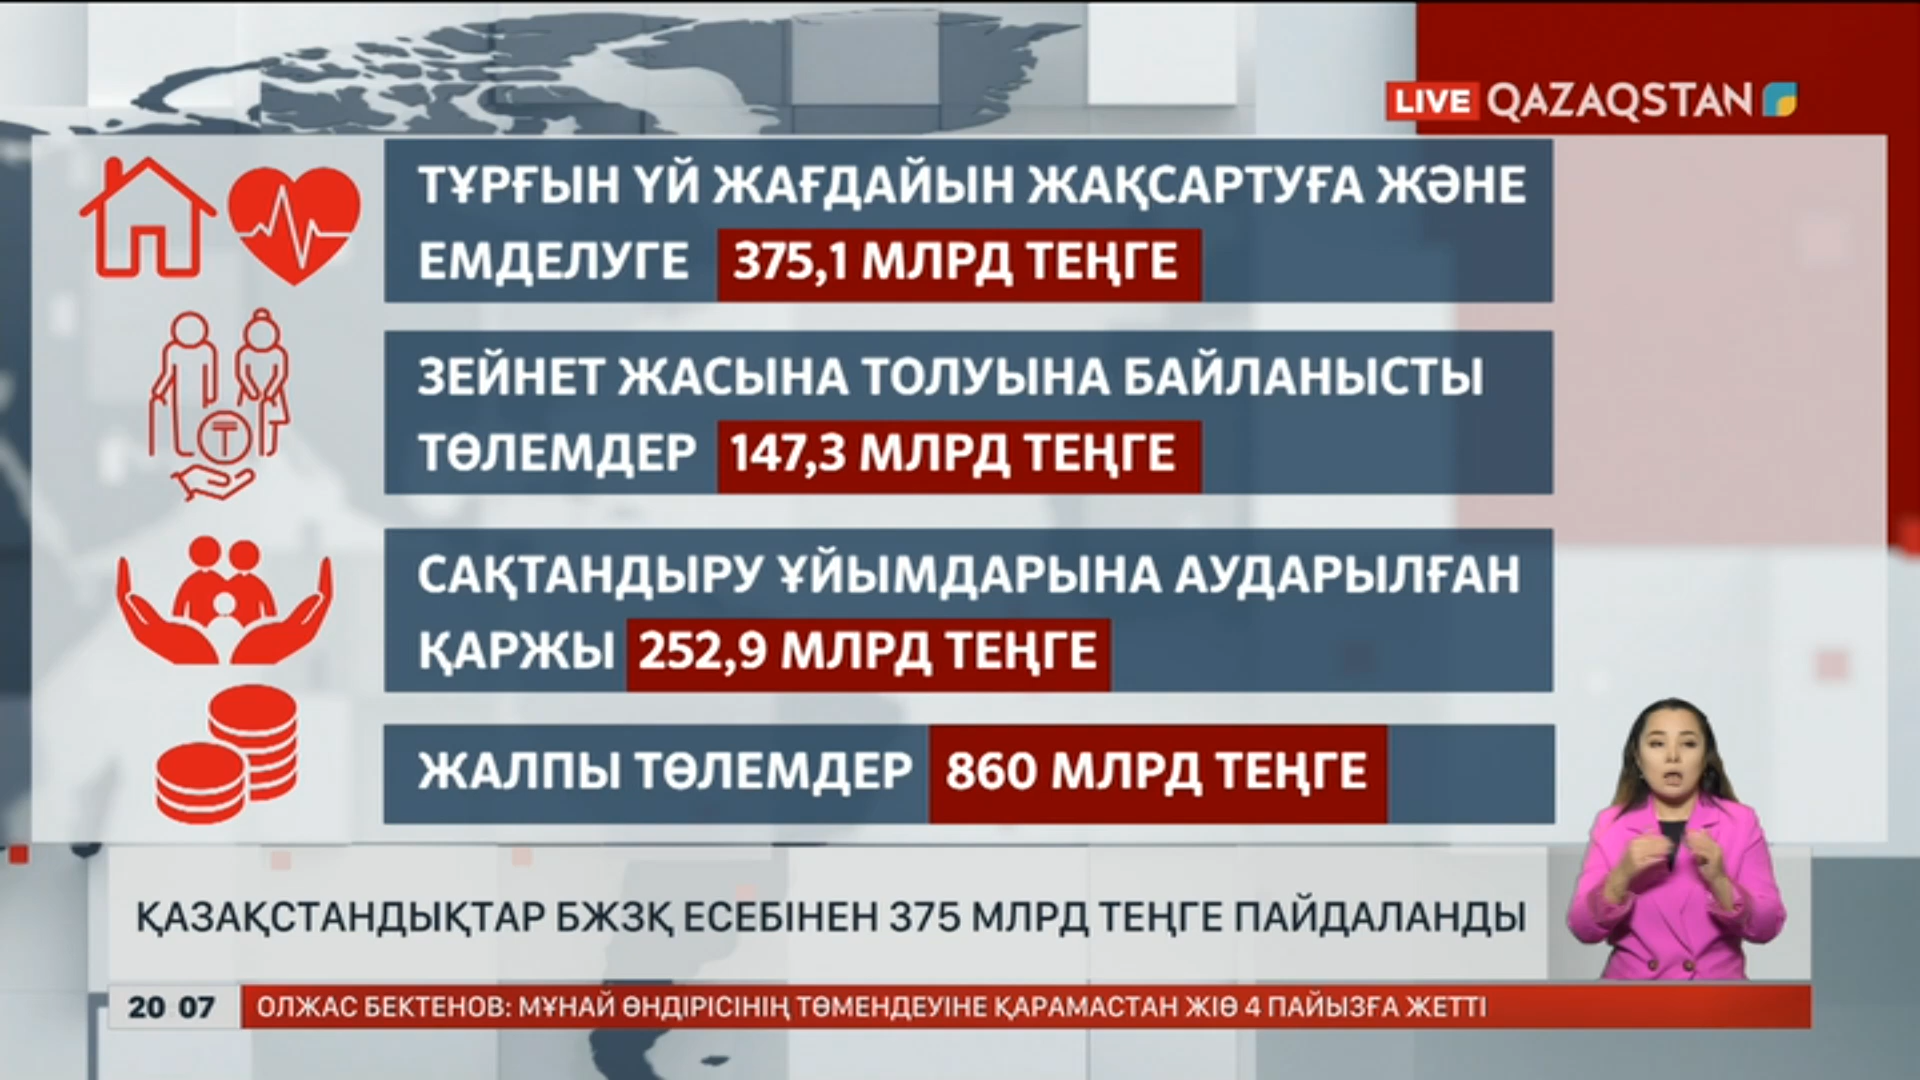 LIVE QAZAQSTAN
ТҰРҒЫН ҮЙ ЖАҒДАЙЫН ЖАҚСАРТУҒА ЖӘНЕ
ЕМДЕЛУГЕ 375,1 МЛРД ТЕҢГЕ
ЗЕЙНЕТ ЖАСЫНА ТОЛУЫНА БАЙЛАНЫСТЫ
ТӨЛЕМДЕР 147,3 МЛРД ТЕҢГЕ
САҚТАНДЫРУ ҰЙЫМДАРЫНА АУДАРЫЛҒАН
ҚАРЖЫ 252,9 МЛРД ТЕҢГЕ
ЖАЛПЫ ТӨЛЕМДЕР 860 МЛРД ТЕҢГЕ
ҚАЗАҚСТАНДЫҚТАР БЖЗҚ ЕСЕБІНЕН 375 МЛРД ТЕҢГЕ ПАЙДАЛАНДЫ
20 07 ОЛЖАС БЕКТЕНОВ: МҰНАЙ ӨНДІРІСІНІҢ ТӨМЕНДЕУІНЕ ҚАРАМАСТАН ЖІӨ 4 ПАЙЫЗҒА ЖЕТТІ